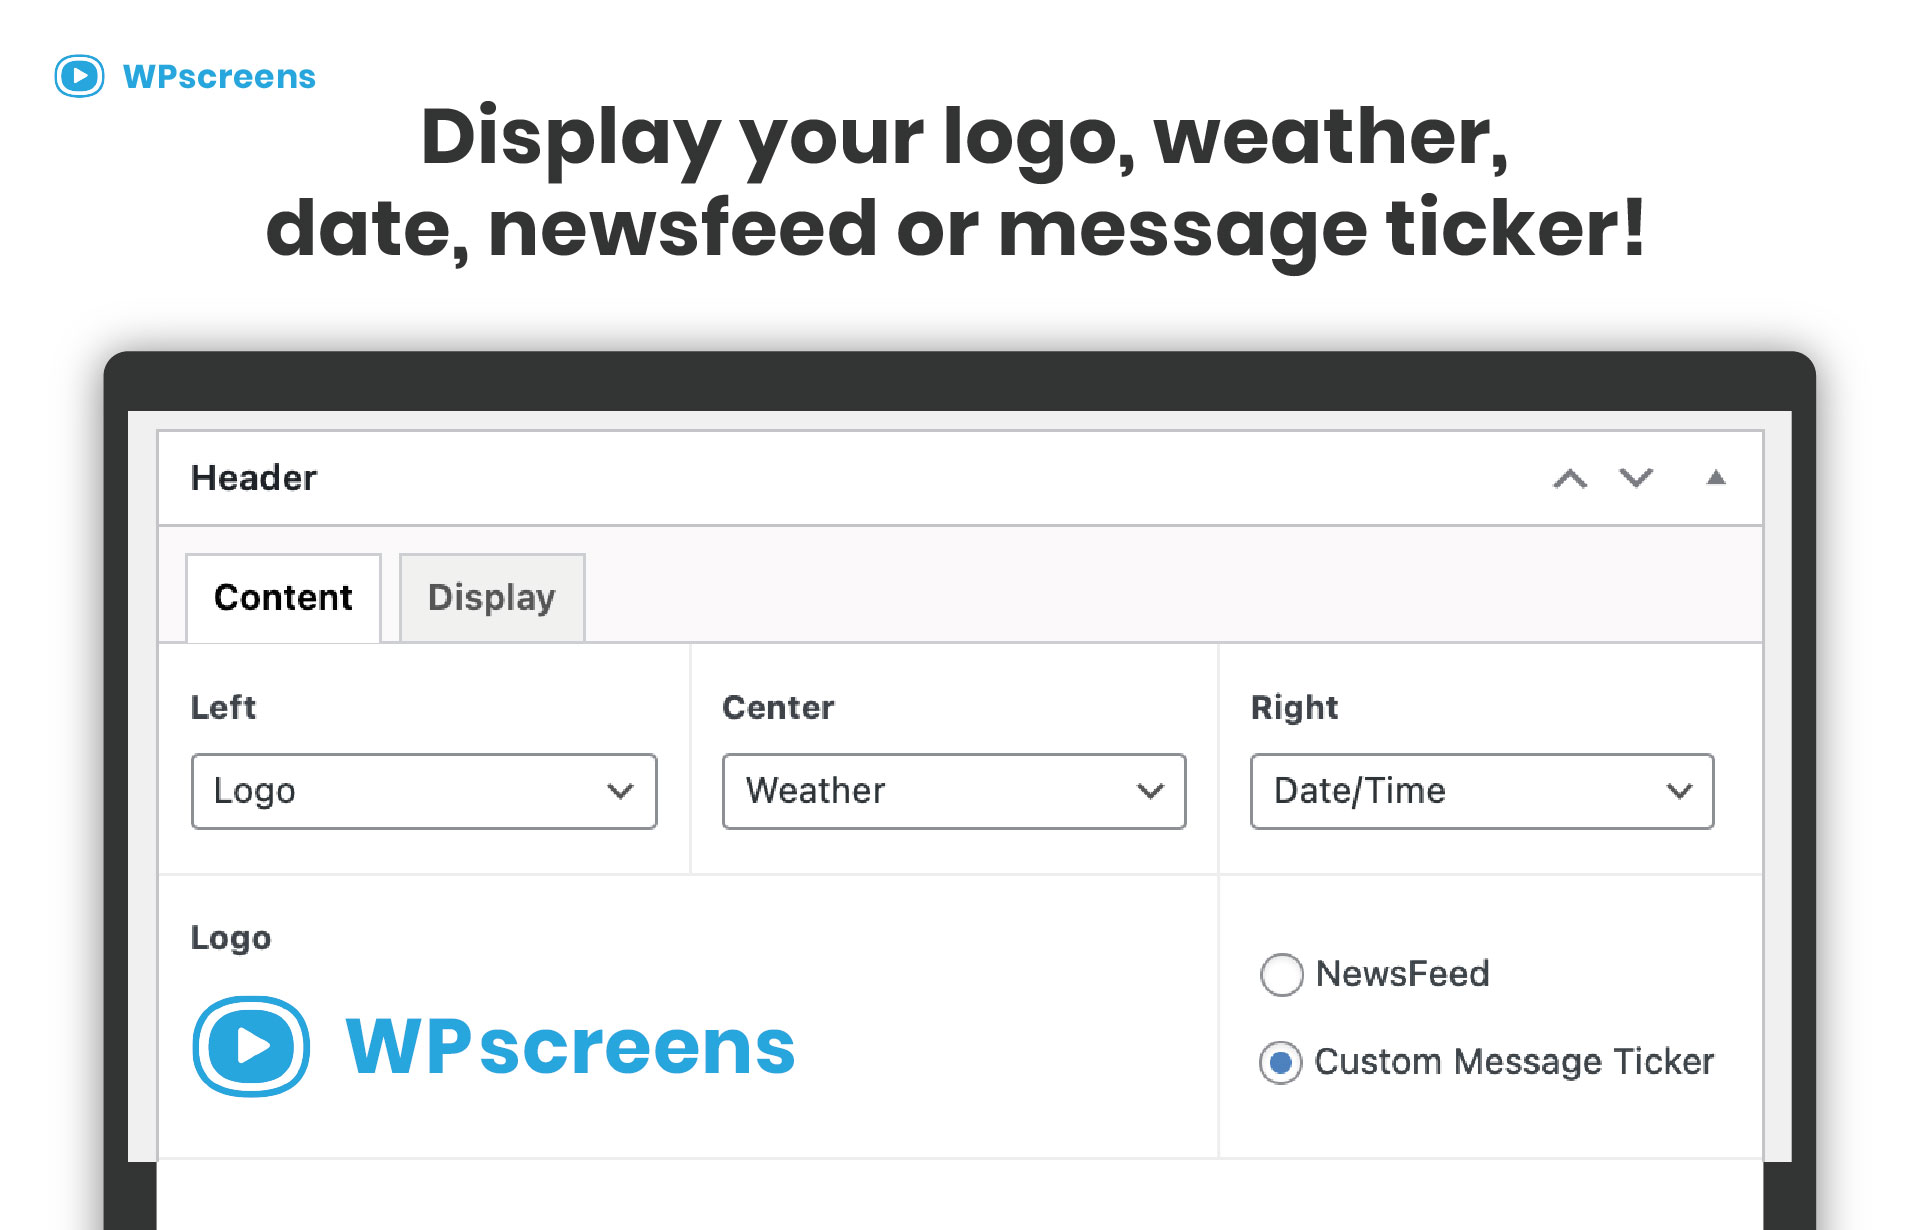 WPscreens
Display your logo, weather,
date, newsfeed or message ticker!
Header
Content Display
Left Center Right
Logo Weather Date/Time
Logo
WPscreens
NewsFeed
Custom Message Ticker